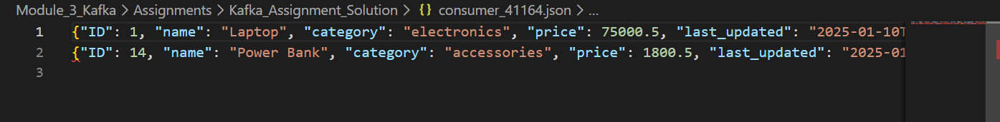 Module_3_Kafka > Assignments > Kafka_Assignment_Solution > {} consumer_41164.json > ...
1 {"ID": 1, "name": "Laptop", "category": "electronics", "price": 75000.5, "last_updated": "2025-01-10T
2 {"ID": 14, "name": "Power Bank", "category": "accessories", "price": 1800.5, "last_updated": "2025-01
3